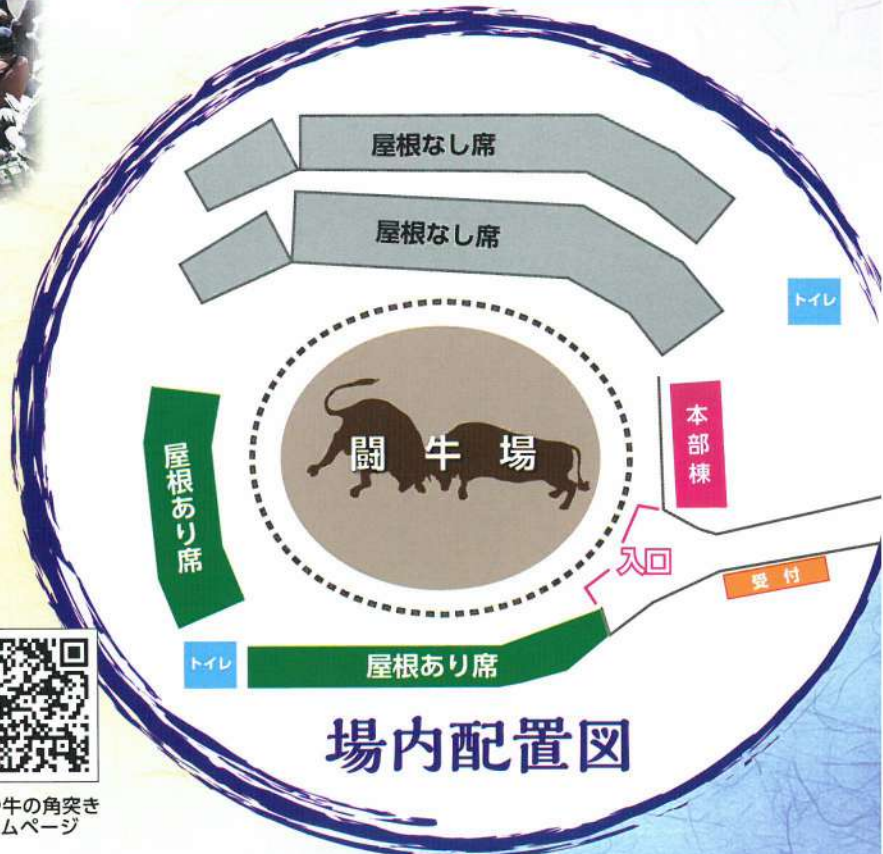 屋根なし席
屋根なし席
トイレ
本部棟
闘牛場
屋根あり席
入口
受付
トイレ
屋根あり席
場内配置図
牛の角突き
ムページ